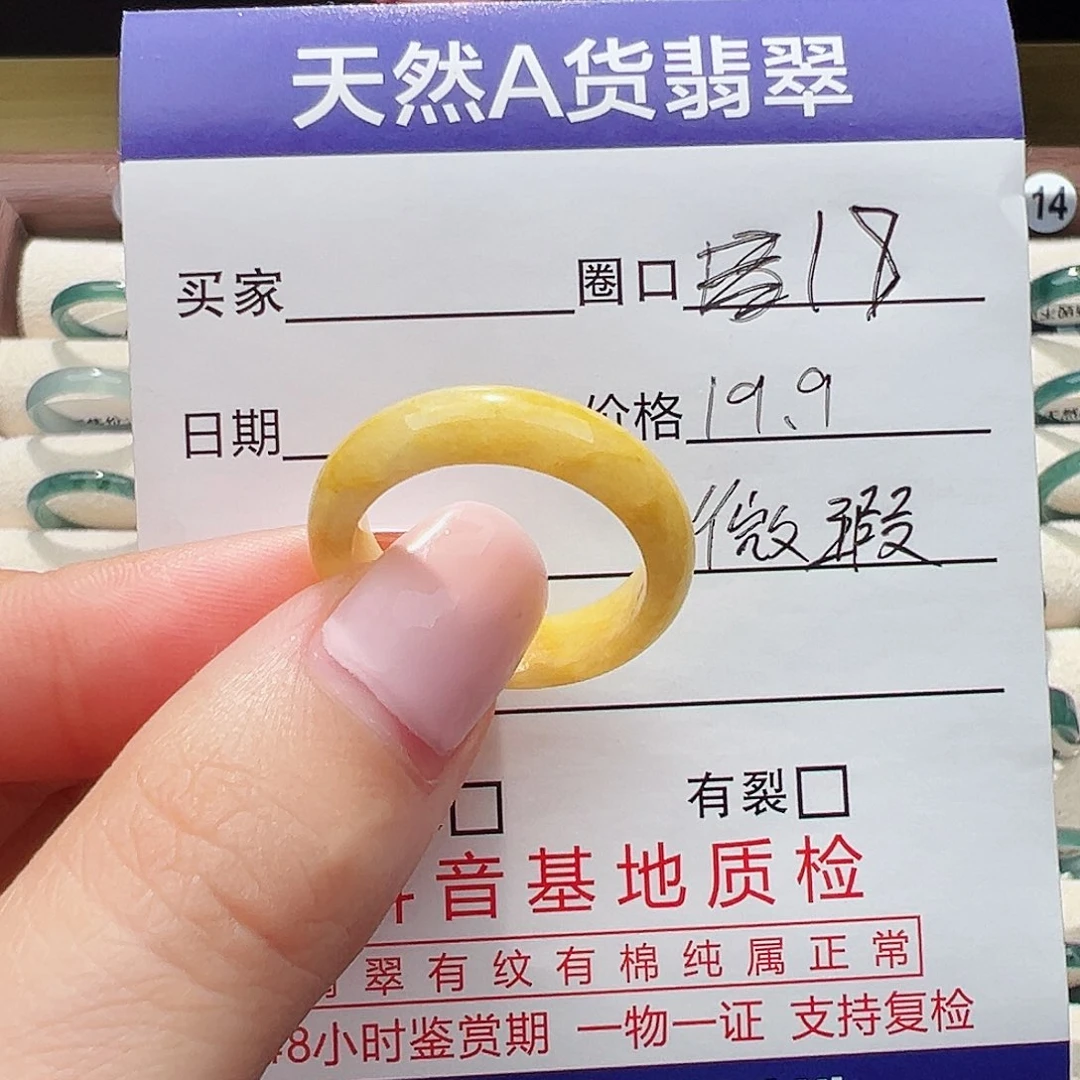 天然A货翡翠
14
买家 圈口 18
日期 价格 19.9
微瑕
有裂
音基地质检
翠有纹有棉纯属正常
8小时鉴赏期 一物一证 支持复检